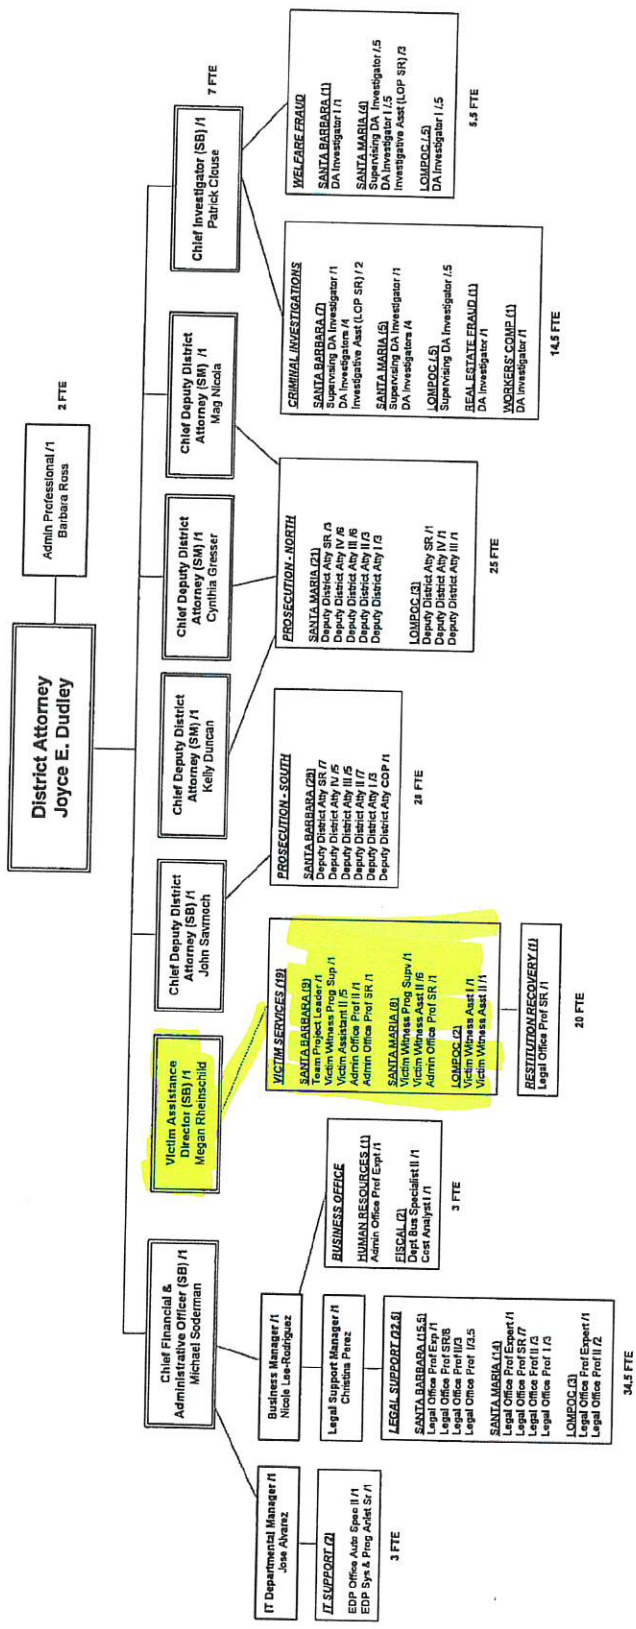 District Attorney
Joyce E. Dudley
Admin Professional /1
Barbara Ross
2 FTE
Chief Financial &
Administrative Officer (SB) /1
Michael Soderman
Victim Assistance
Director (SB) /1
Megan Rheinschild
Chief Deputy District
Attorney (SB) /1
John Savrnoch
Chief Deputy District
Attorney (SM) /1
Kelly Duncan
Chief Deputy District
Attorney (SM) /1
Cynthia Gresser
Chief Deputy District
Attorney (SM) /1
Mag Nicola
Chief Investigator (SB) /1
Patrick Clouse
7 FTE
IT Departmental Manager /1
Jose Alvarez
IT SUPPORT (2)
EDP Office Auto Spec II /1
EDP Sys & Prog Anlst Sr /1
3 FTE
Business Manager /1
Nicole Lee-Rodriguez
Legal Support Manager /1
Christina Perez
BUSINESS OFFICE
HUMAN RESOURCES (1)
Admin Office Prof Expt /1
FISCAL (2)
Dept Bus Specialist II /1
Cost Analyst I /1
3 FTE
LEGAL SUPPORT (32.5)
SANTA BARBARA (15.5)
Legal Office Prof Exp /1
Legal Office Prof SR/8
Legal Office Prof II/3
Legal Office Prof I/3.5
SANTA MARIA (14)
Legal Office Prof Expert /1
Legal Office Prof SR /7
Legal Office Prof II /3
Legal Office Prof I /3
LOMPOC (3)
Legal Office Prof Expert /1
Legal Office Prof II /2
34.5 FTE
VICTIM SERVICES (19)
SANTA BARBARA (9)
Team Project Leader /1
Victim Witness Prog Sup /1
Victim Assistant II /5
Admin Office Prof II /1
Admin Office Prof SR /1
SANTA MARIA (8)
Victim Witness Prog Supv /1
Victim Witness Asst II /6
Admin Office Prof SR /1
LOMPOC (2)
Victim Witness Asst I /1
Victim Witness Asst II /1
RESTITUTION RECOVERY (1)
Legal Office Prof SR /1
20 FTE
PROSECUTION - SOUTH
SANTA BARBARA (28)
Deputy District Atty SR /7
Deputy District Atty IV /5
Deputy District Atty III /5
Deputy District Atty II /7
Deputy District Atty I /3
Deputy District Atty COP /1
28 FTE
PROSECUTION - NORTH
SANTA MARIA (21)
Deputy District Atty SR /3
Deputy District Atty IV /6
Deputy District Atty III /6
Deputy District Atty II /3
Deputy District Atty I /3
LOMPOC (3)
Deputy District Atty SR /1
Deputy District Atty IV /1
Deputy District Atty III /1
25 FTE
CRIMINAL INVESTIGATIONS
SANTA BARBARA (7)
Supervising DA Investigator /1
DA Investigators /4
Investigative Asst (LOP SR) / 2
SANTA MARIA (5)
Supervising DA Investigator /1
DA Investigators /4
LOMPOC (.5)
Supervising DA Investigator /.5
REAL ESTATE FRAUD (1)
DA Investigator /1
WORKERS' COMP (1)
DA Investigator /1
14.5 FTE
WELFARE FRAUD
SANTA BARBARA (1)
DA Investigator I /1
SANTA MARIA (4)
Supervising DA Investigator /.5
DA Investigator I /.5
Investigative Asst (LOP SR) /3
LOMPOC (.5)
DA Investigator I /.5
5.5 FTE